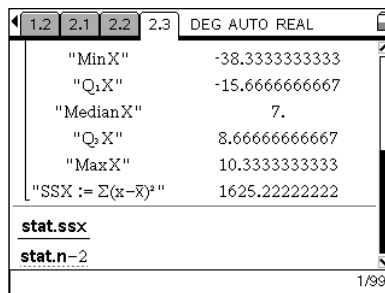 1.2 2.1 2.2 2.3 DEG AUTO REAL
"MinX" -38.3333333333
"Q₁X" -15.6666666667
"MedianX" 7.
"Q₃X" 8.66666666667
"MaxX" 10.3333333333
"SSX := Σ(x-x̄)²" 1625.22222222
stat.ssx
stat.n-2
1/99